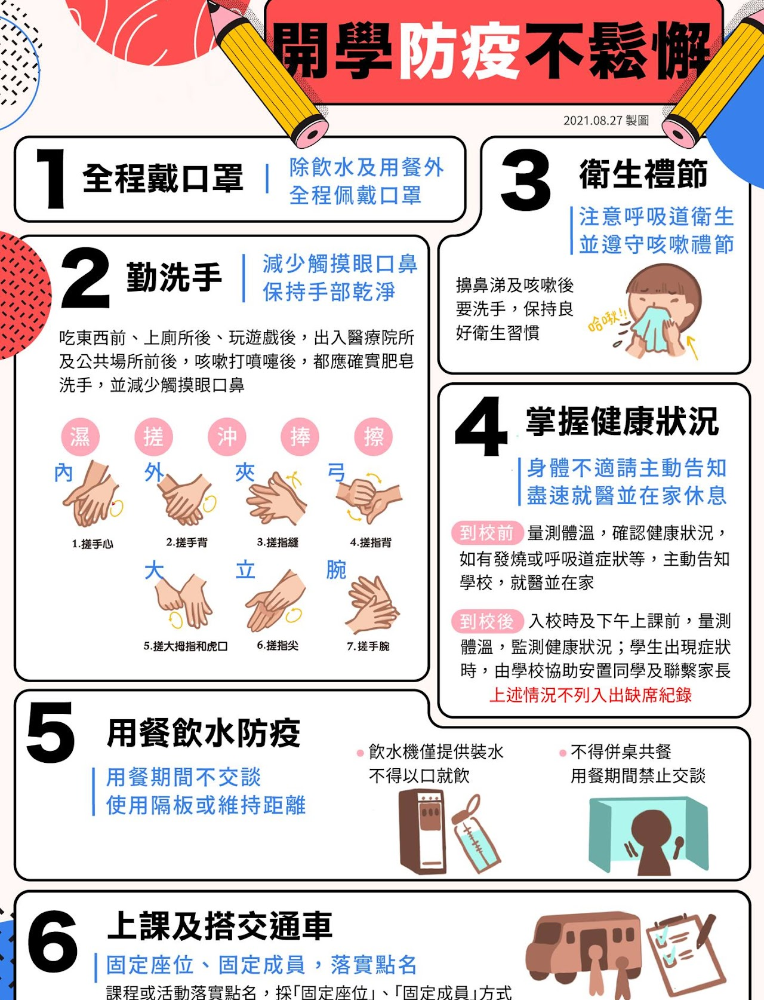 開學防疫不鬆懈
2021.08.27 製圖
1 全程戴口罩
除飲水及用餐外
全程佩戴口罩
2 勤洗手
減少觸摸眼口鼻
保持手部乾淨
吃東西前、上廁所後、玩遊戲後，出入醫療院所
及公共場所前後，咳嗽打噴嚏後，都應確實肥皂
洗手，並減少觸摸眼口鼻
濕 搓 沖 捧 擦
內 外 夾 弓
1.搓手心 2.搓手背 3.搓指縫 4.搓指背
大 立 腕
5.搓大拇指和虎口 6.搓指尖 7.搓手腕
3 衛生禮節
注意呼吸道衛生
並遵守咳嗽禮節
擤鼻涕及咳嗽後
要洗手，保持良
好衛生習慣
哈啾!!
4 掌握健康狀況
身體不適請主動告知
盡速就醫並在家休息
到校前 量測體溫，確認健康狀況，
如有發燒或呼吸道症狀等，主動告知
學校，就醫並在家
到校後 入校時及下午上課前，量測
體溫，監測健康狀況；學生出現症狀
時，由學校協助安置同學及聯繫家長
上述情況不列入出缺席紀錄
5 用餐飲水防疫
用餐期間不交談
使用隔板或維持距離
飲水機僅提供裝水
不得以口就飲
不得併桌共餐
用餐期間禁止交談
6 上課及搭交通車
固定座位、固定成員，落實點名
課程或活動落實點名，採「固定座位」、「固定成員」方式